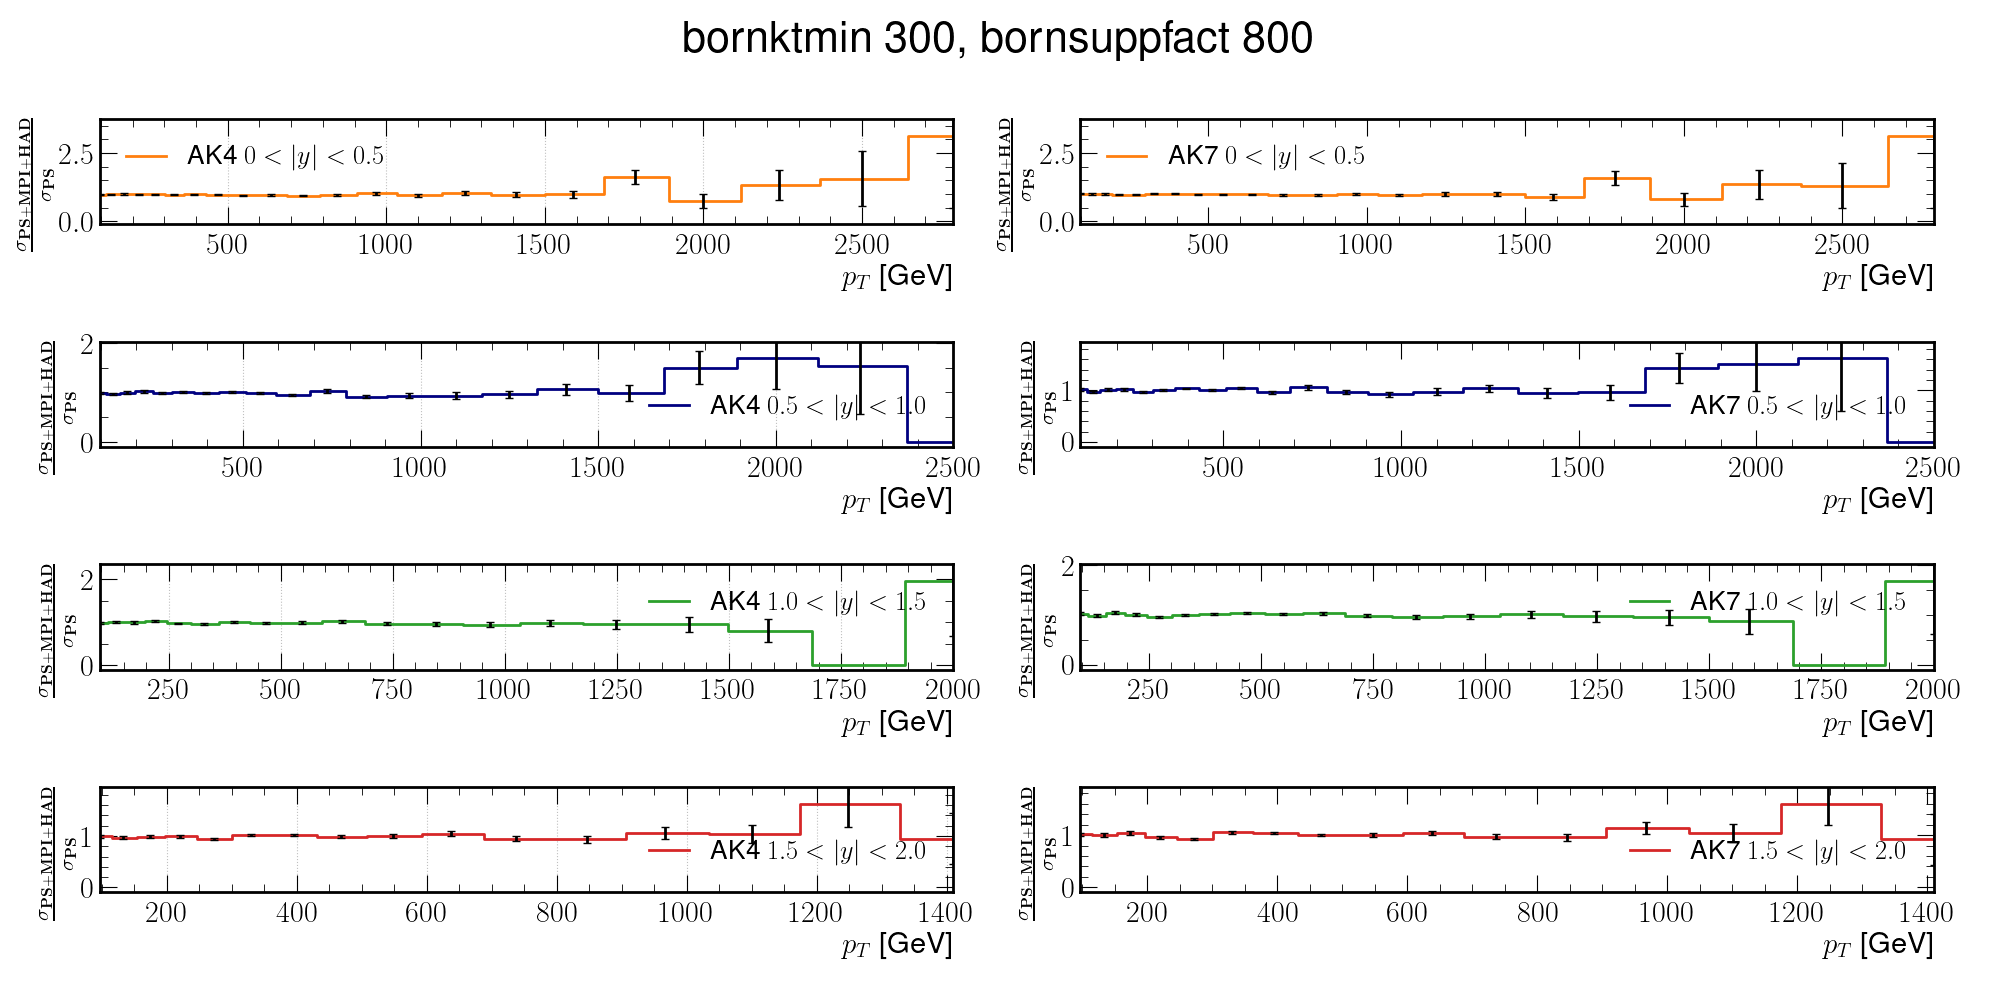 bornktmin 300, bornsuppfact 800
σPS+MPI+HAD
σPS
2.5
0.0
AK4 0 < |y| < 0.5
500 1000 1500 2000 2500
pT [GeV]
σPS+MPI+HAD
σPS
2.5
0.0
AK7 0 < |y| < 0.5
500 1000 1500 2000 2500
pT [GeV]
σPS+MPI+HAD
σPS
2
1
0
AK4 0.5 < |y| < 1.0
500 1000 1500 2000 2500
pT [GeV]
σPS+MPI+HAD
σPS
1
0
AK7 0.5 < |y| < 1.0
500 1000 1500 2000 2500
pT [GeV]
σPS+MPI+HAD
σPS
2
0
AK4 1.0 < |y| < 1.5
250 500 750 1000 1250 1500 1750 2000
pT [GeV]
σPS+MPI+HAD
σPS
2
1
0
AK7 1.0 < |y| < 1.5
250 500 750 1000 1250 1500 1750 2000
pT [GeV]
σPS+MPI+HAD
σPS
1
0
AK4 1.5 < |y| < 2.0
200 400 600 800 1000 1200 1400
pT [GeV]
σPS+MPI+HAD
σPS
1
0
AK7 1.5 < |y| < 2.0
200 400 600 800 1000 1200 1400
pT [GeV]